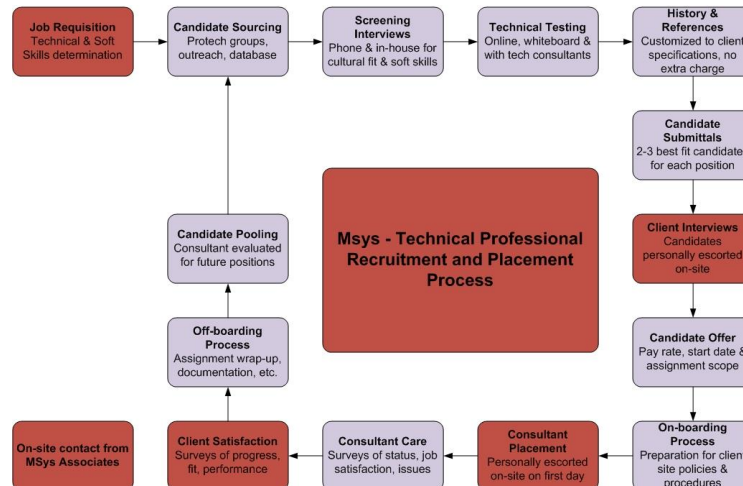 Job Requisition
Technical & Soft
Skills determination
Candidate Sourcing
Protech groups,
outreach, database
Screening
Interviews
Phone & in-house for
cultural fit & soft skills
Technical Testing
Online, whiteboard &
with tech consultants
History &
References
Customized to client
specifications, no
extra charge
Candidate
Submittals
2-3 best fit candidate
for each position
Client Interviews
Candidates
personally escorted
on-site
Candidate Offer
Pay rate, start date &
assignment scope
On-boarding
Process
Preparation for client
site policies &
procedures
Consultant
Placement
Personally escorted
on-site on first day
Consultant Care
Surveys of status, job
satisfaction, issues
Client Satisfaction
Surveys of progress,
fit, performance
Off-boarding
Process
Assignment wrap-up,
documentation, etc.
Candidate Pooling
Consultant evaluated
for future positions
Msys - Technical Professional
Recruitment and Placement
Process
On-site contact from
MSys Associates